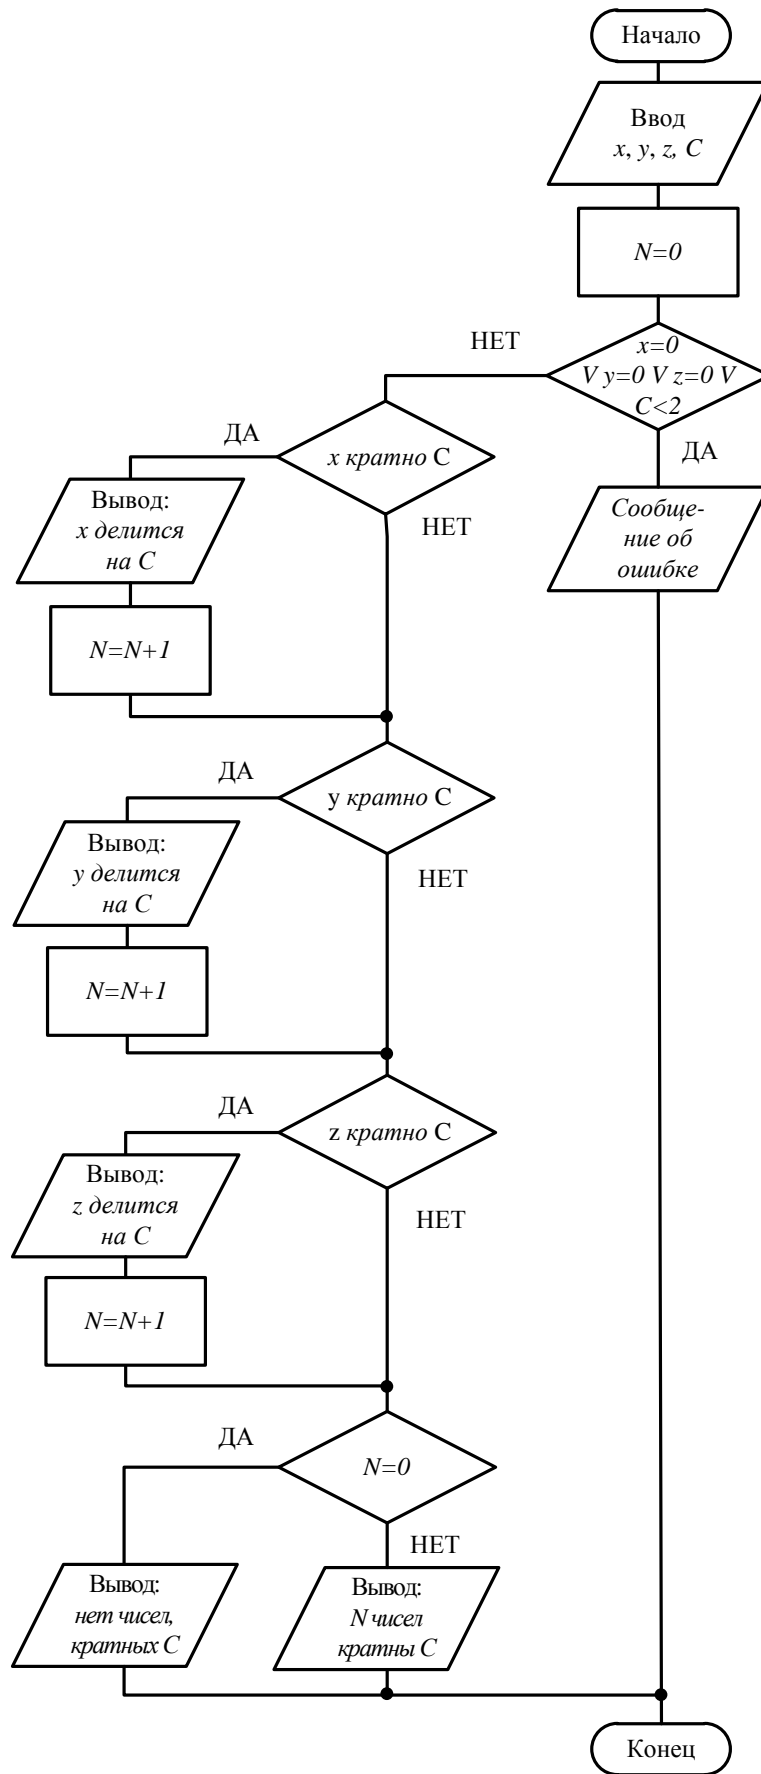 Начало
Ввод
x, y, z, C
N=0
x=0
V y=0 V z=0 V
C<2
НЕТ
ДА
Сообще-
ние об
ошибке
x кратно С
ДА
НЕТ
Вывод:
x делится
на С
N=N+1
y кратно С
ДА
НЕТ
Вывод:
y делится
на С
N=N+1
z кратно С
ДА
НЕТ
Вывод:
z делится
на С
N=N+1
N=0
ДА
НЕТ
Вывод:
нет чисел,
кратных С
Вывод:
N чисел
кратны С
Конец